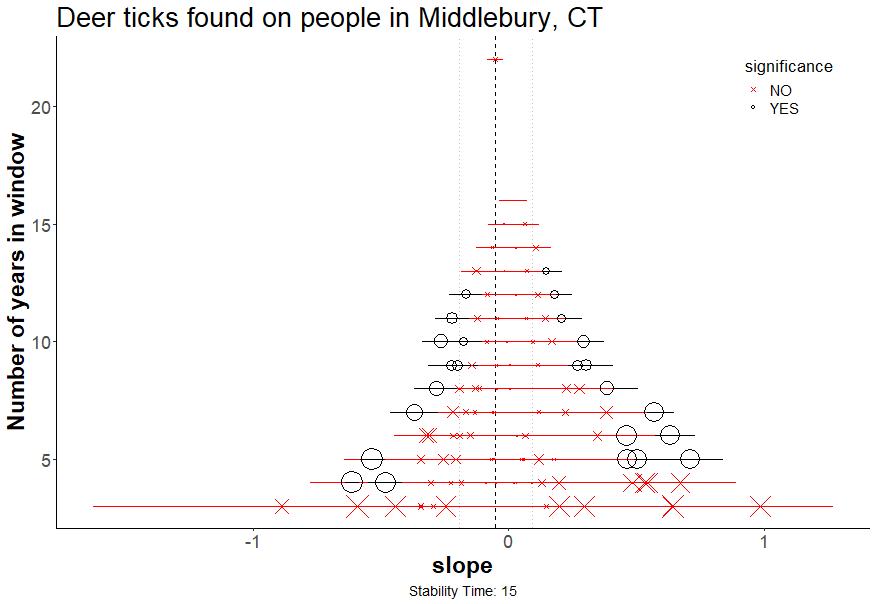 Deer ticks found on people in Middlebury, CT
Number of years in window
20
15
10
5
significance
NO
YES
-1
0
1
slope
Stability Time: 15